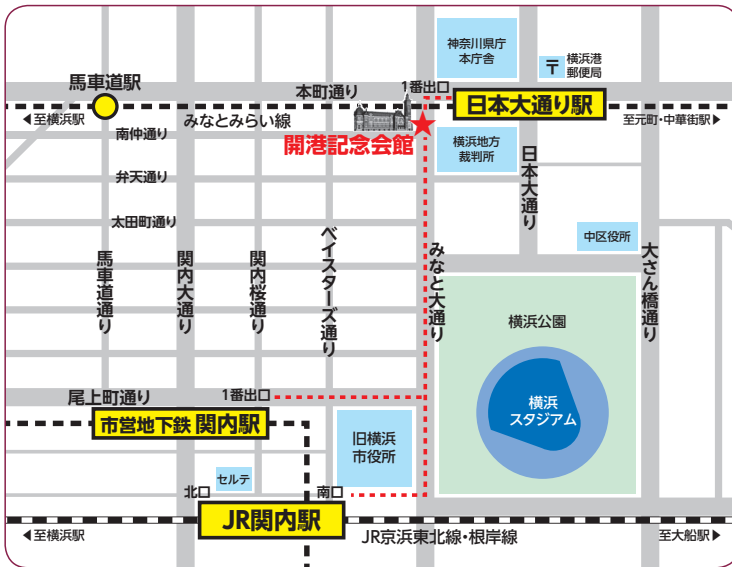 神奈川県庁
本庁舎
〒
横浜港
郵便局
馬車道駅
本町通り
1番出口
日本大通り駅
◀至横浜駅
みなとみらい線
至元町・中華街駅▶
南仲通り
開港記念会館
横浜地方
裁判所
日本大通り
弁天通り
太田町通り
中区役所
馬車道通り
関内大通り
関内桜通り
ベイスターズ通り
みなと大通り
大さん橋通り
横浜公園
横浜
スタジアム
尾上町通り
1番出口
市営地下鉄 関内駅
旧横浜
市役所
セルテ
北口
南口
JR関内駅
◀至横浜駅
JR京浜東北線・根岸線
至大船駅▶